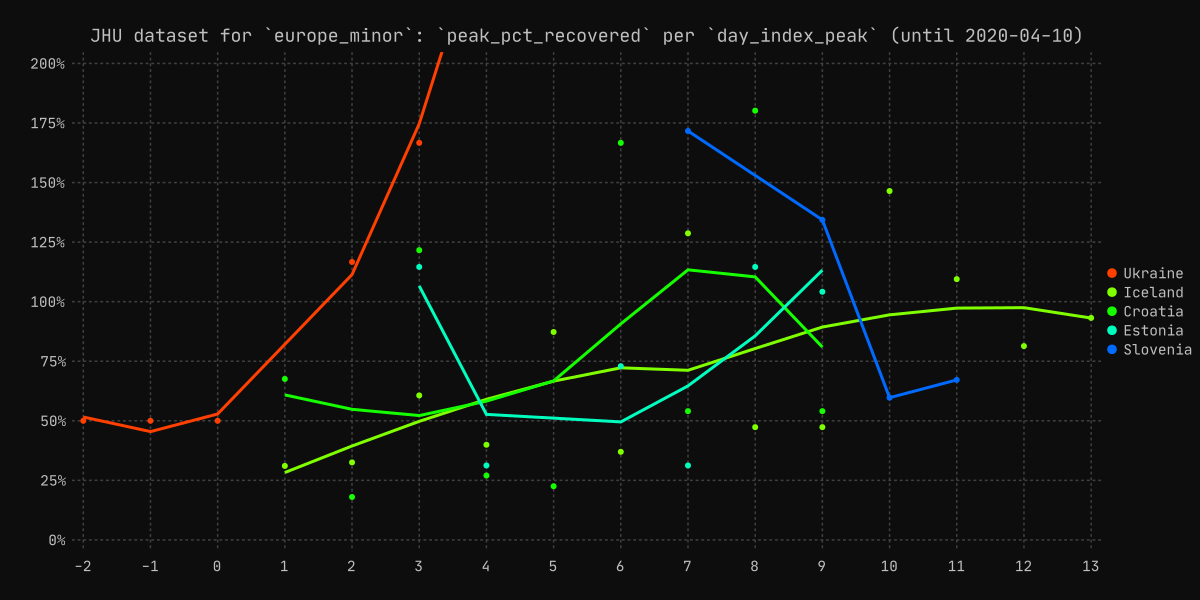 JHU dataset for `europe_minor`: `peak_pct_recovered` per `day_index_peak` (until 2020-04-10)
200%
175%
150%
125%
100%
75%
50%
25%
0%
-2 -1 0 1 2 3 4 5 6 7 8 9 10 11 12 13
Ukraine
Iceland
Croatia
Estonia
Slovenia